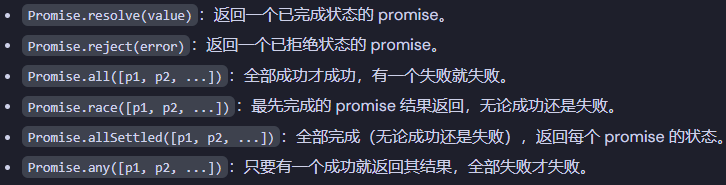 Promise.resolve(value)：返回一个已完成状态的 promise。
Promise.reject(error)：返回一个已拒绝状态的 promise。
Promise.all([p1, p2, ...])：全部成功才成功，有一个失败就失败。
Promise.race([p1, p2, ...])：最先完成的 promise 结果返回，无论成功还是失败。
Promise.allSettled([p1, p2, ...])：全部完成（无论成功还是失败），返回每个 promise 的状态。
Promise.any([p1, p2, ...])：只要有一个成功就返回其结果，全部失败才失败。